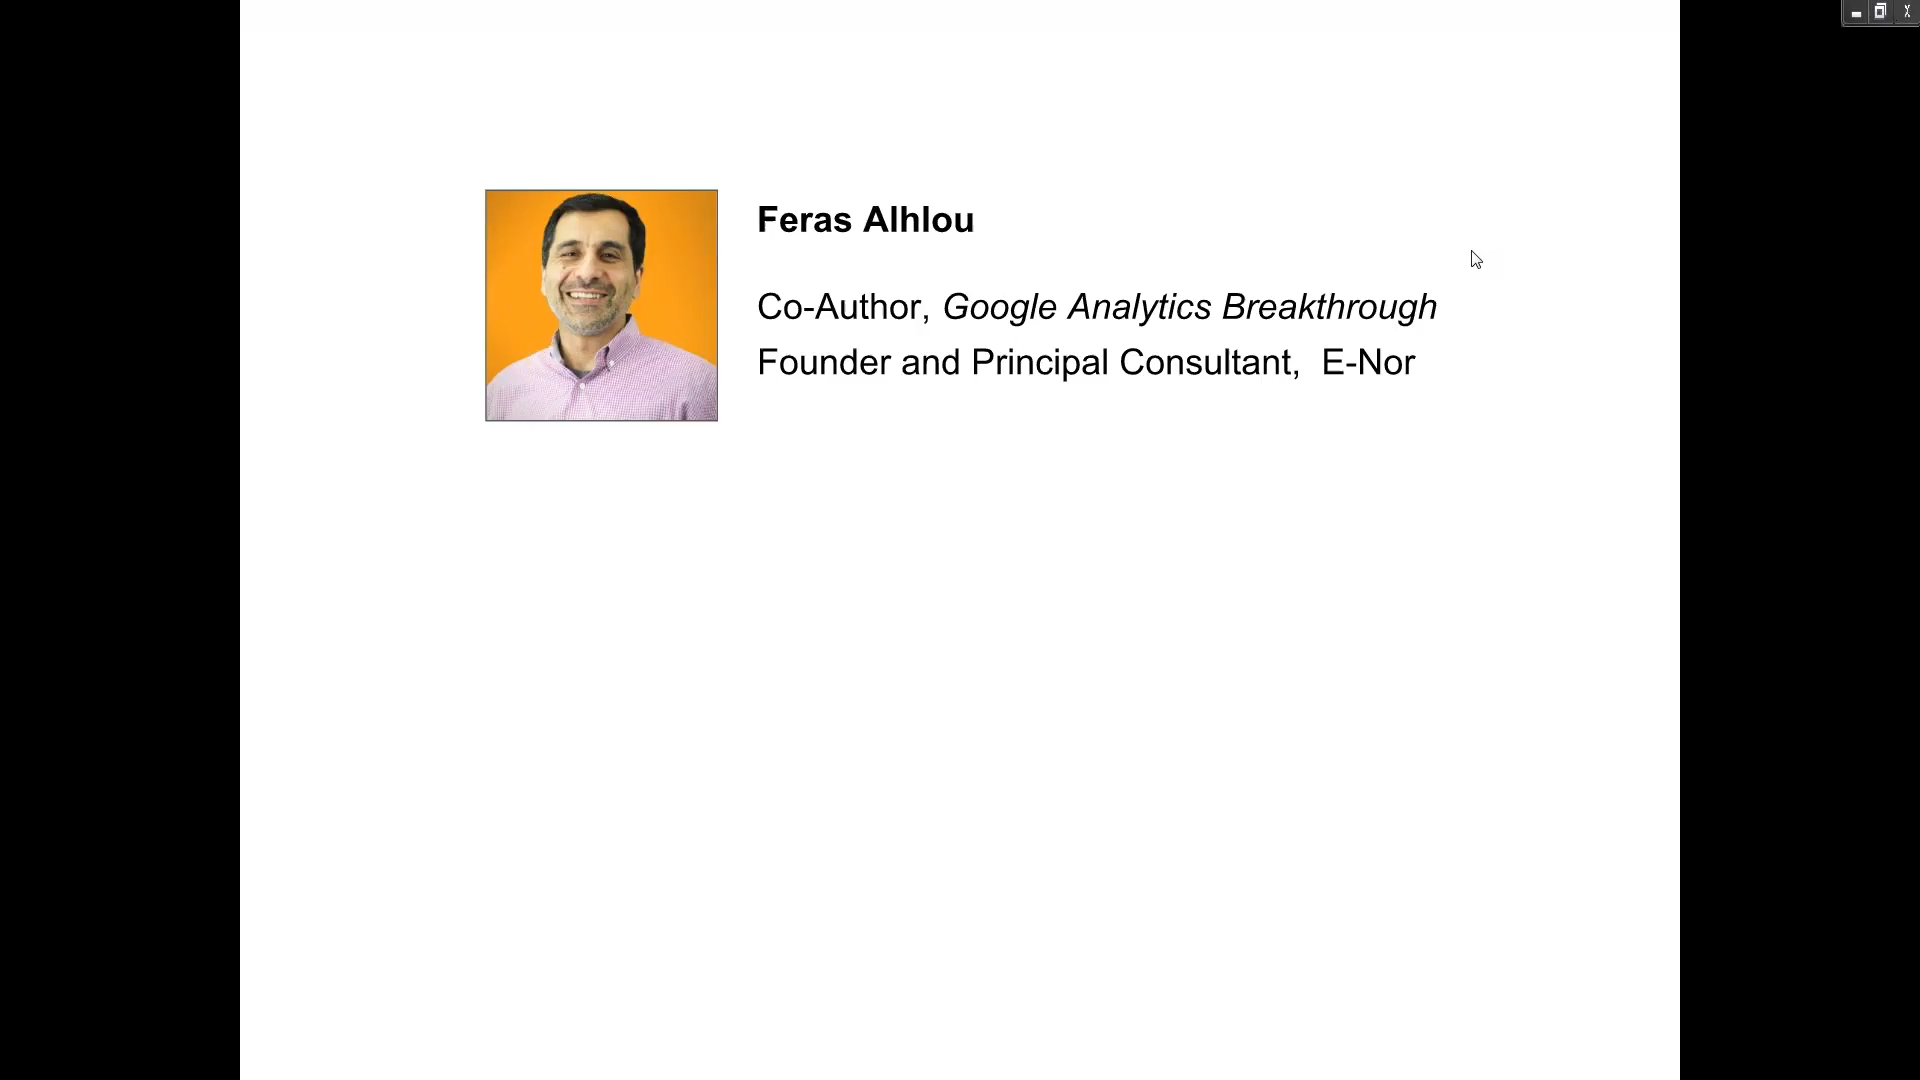 Feras Alhlou
Co-Author, Google Analytics Breakthrough
Founder and Principal Consultant,  E-Nor